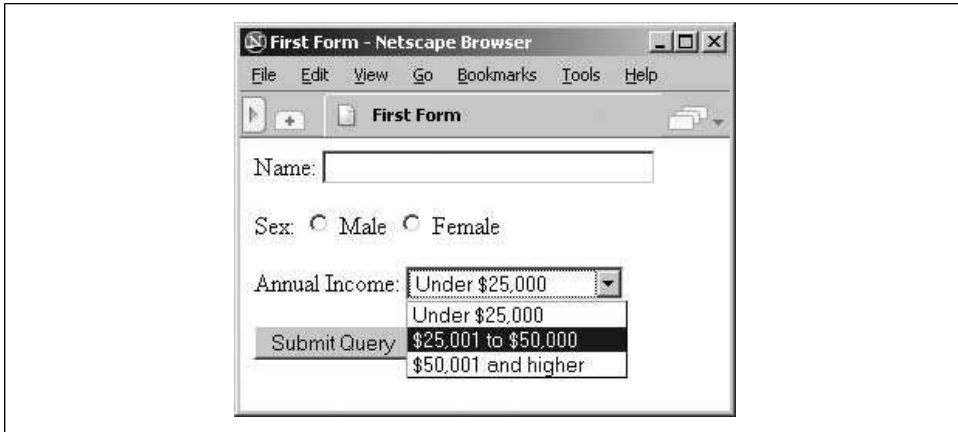 First Form - Netscape Browser
File Edit View Go Bookmarks Tools Help
First Form
Name:
Sex: Male Female
Annual Income: Under $25,000
Under $25,000
Submit Query $25,001 to $50,000
$50,001 and higher